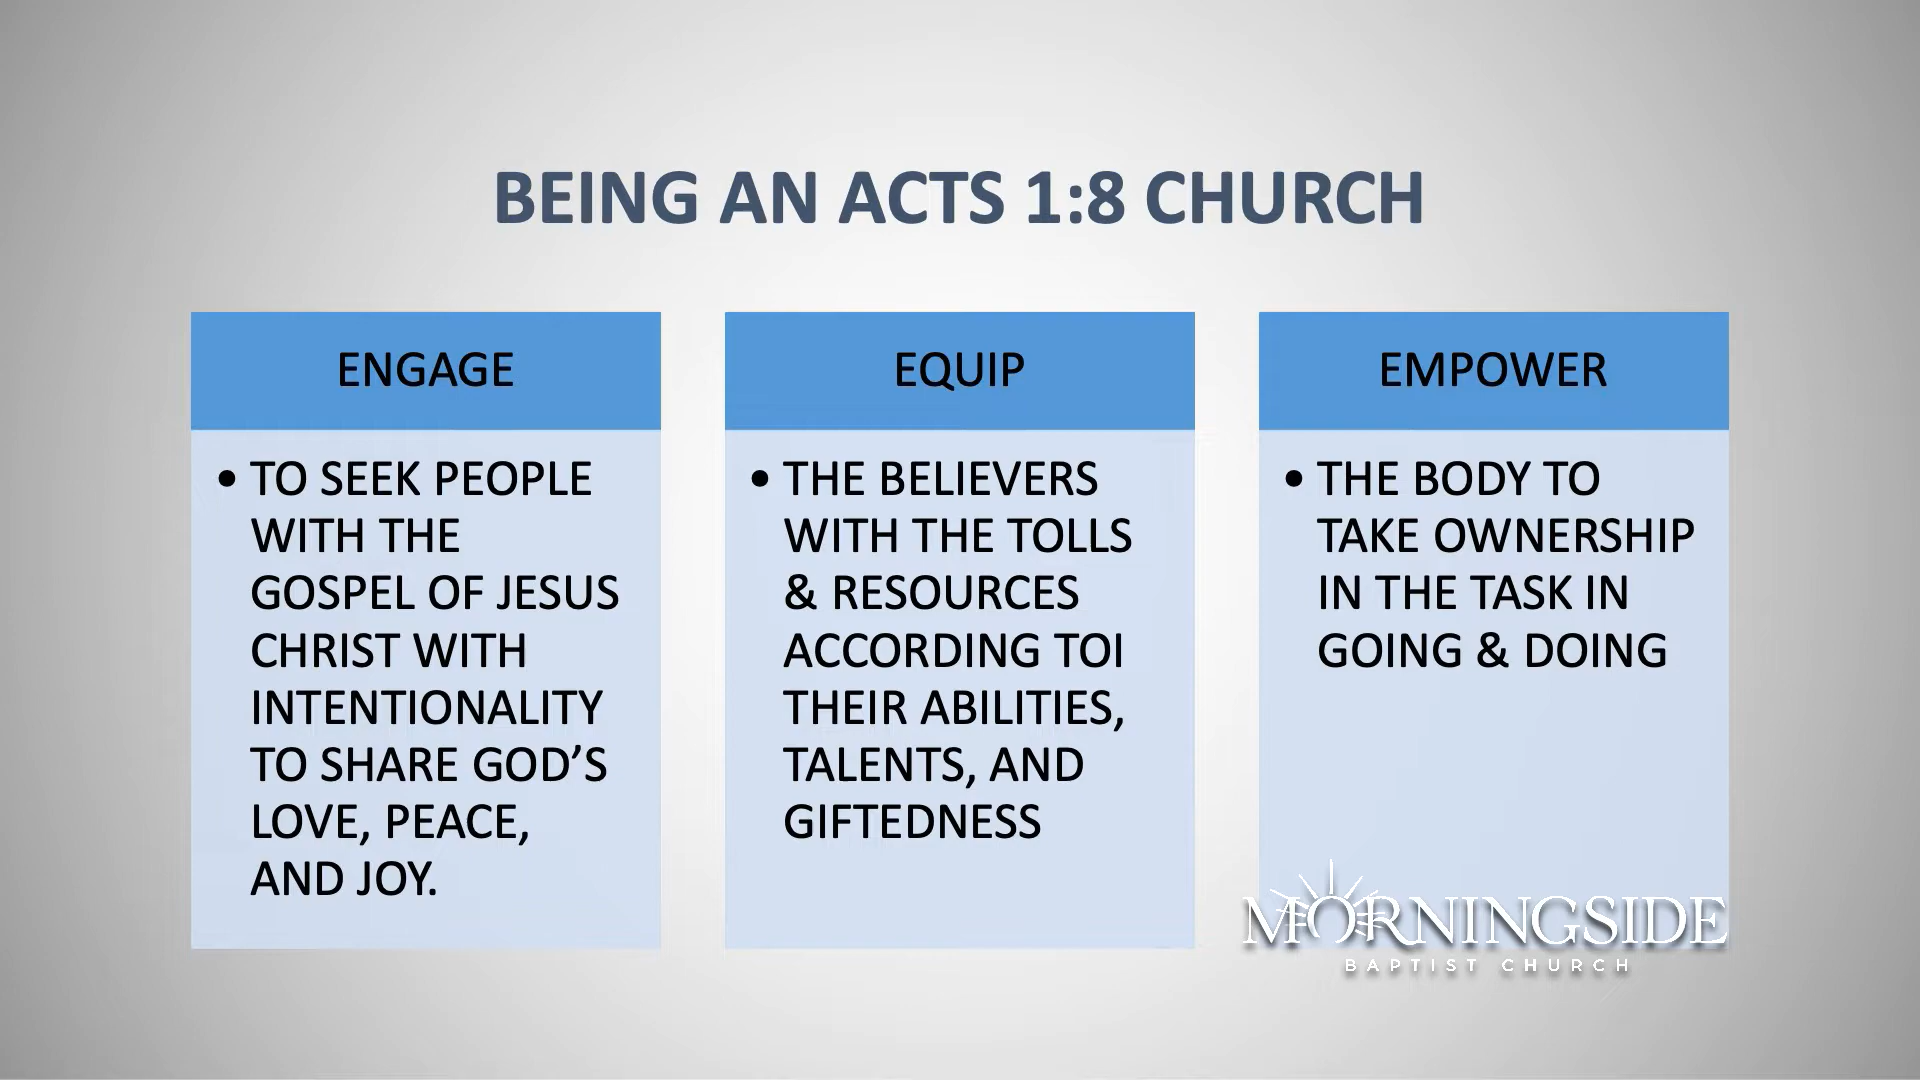 BEING AN ACTS 1:8 CHURCH
ENGAGE
• TO SEEK PEOPLE
WITH THE
GOSPEL OF JESUS
CHRIST WITH
INTENTIONALITY
TO SHARE GOD’S
LOVE, PEACE,
AND JOY.
EQUIP
• THE BELIEVERS
WITH THE TOLLS
& RESOURCES
ACCORDING TOI
THEIR ABILITIES,
TALENTS, AND
GIFTEDNESS
EMPOWER
• THE BODY TO
TAKE OWNERSHIP
IN THE TASK IN
GOING & DOING
MORNINGSIDE
BAPTIST CHURCH